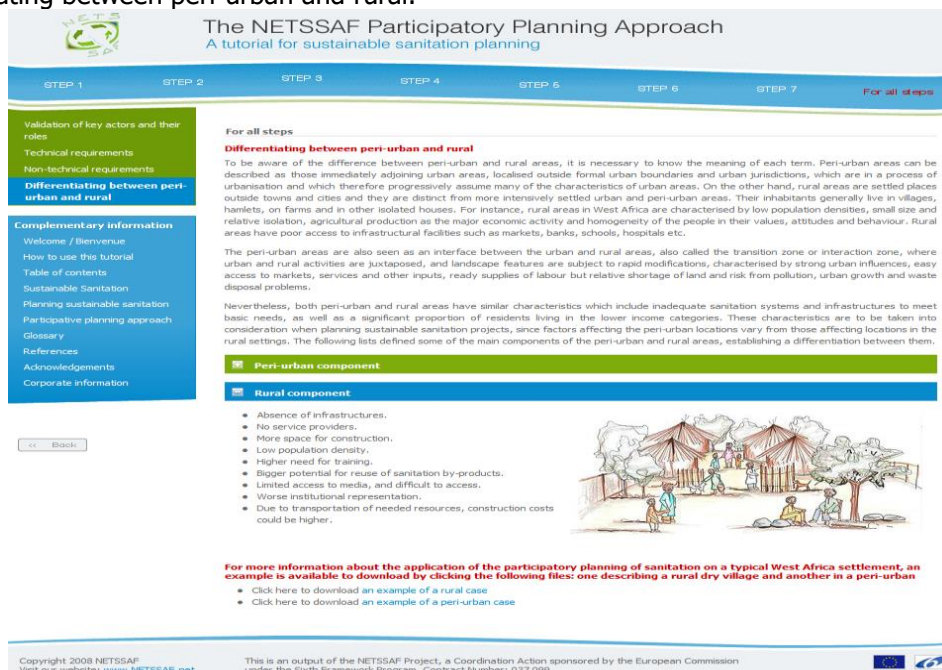 ating between peri-urban and rural.
NETS
SAF
The NETSSAF Participatory Planning Approach
A tutorial for sustainable sanitation planning
STEP 1
STEP 2
STEP 3
STEP 4
STEP 5
STEP 6
STEP 7
For all steps
Validation of key actors and their
roles
Technical requirements
Non-technical requirements
Differentiating between peri-
urban and rural
Complementary information
Welcome / Bienvenue
How to use this tutorial
Table of contents
Sustainable Sanitation
Planning sustainable sanitation
Participative planning approach
Glossary
References
Acknowledgements
Corporate information
<< Back
For all steps
Differentiating between peri-urban and rural
To be aware of the difference between peri-urban and rural areas, it is necessary to know the meaning of each term. Peri-urban areas can be
described as those immediately adjoining urban areas, localised outside formal urban boundaries and urban jurisdictions, which are in a process of
urbanisation and which therefore progressively assume many of the characteristics of urban areas. On the other hand, rural areas are settled places
outside towns and cities and they are distinct from more intensively settled urban and peri-urban areas. Their inhabitants generally live in villages,
hamlets, on farms and in other isolated houses. For instance, rural areas in West Africa are characterised by low population densities, small size and
relative isolation, agricultural production as the major economic activity and homogeneity of the people in their values, attitudes and behaviour. Rural
areas have poor access to infrastructural facilities such as markets, banks, schools, hospitals etc.
The peri-urban areas are also seen as an interface between the urban and rural areas, also called the transition zone or interaction zone, where
urban and rural activities are juxtaposed, and landscape features are subject to rapid modifications, characterised by strong urban influences, easy
access to markets, services and other inputs, ready supplies of labour but relative shortage of land and risk from pollution, urban growth and waste
disposal problems.
Nevertheless, both peri-urban and rural areas have similar characteristics which include inadequate sanitation systems and infrastructures to meet
basic needs, as well as a significant proportion of residents living in the lower income categories. These characteristics are to be taken into
consideration when planning sustainable sanitation projects, since factors affecting the peri-urban locations vary from those affecting locations in the
rural settings. The following lists defined some of the main components of the peri-urban and rural areas, establishing a differentiation between them.
Peri-urban component
Rural component
Absence of infrastructures.
No service providers.
More space for construction.
Low population density.
Higher need for training.
Bigger potential for reuse of sanitation by-products.
Limited access to media, and difficult to access.
Worse institutional representation.
Due to transportation of needed resources, construction costs
could be higher.
For more information about the application of the participatory planning of sanitation on a typical West Africa settlement, an
example is available to download by clicking the following files: one describing a rural dry village and another in a peri-urban
Click here to download an example of a rural case
Click here to download an example of a peri-urban case
Copyright 2008 NETSSAF
Visit our website: www.NETSSAF.net
This is an output of the NETSSAF Project, a Coordination Action sponsored by the European Commission
under the Sixth Framework Program. Contract Number: 037099